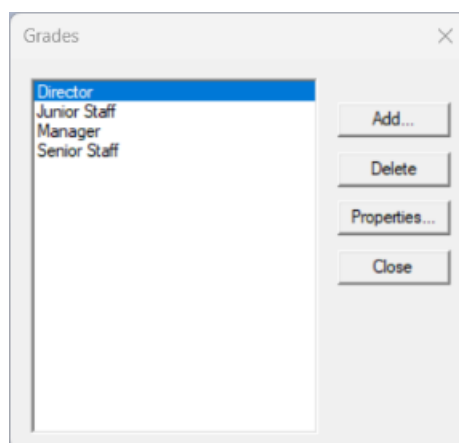 Grades
Director
Junior Staff
Manager
Senior Staff
Add...
Delete
Properties...
Close